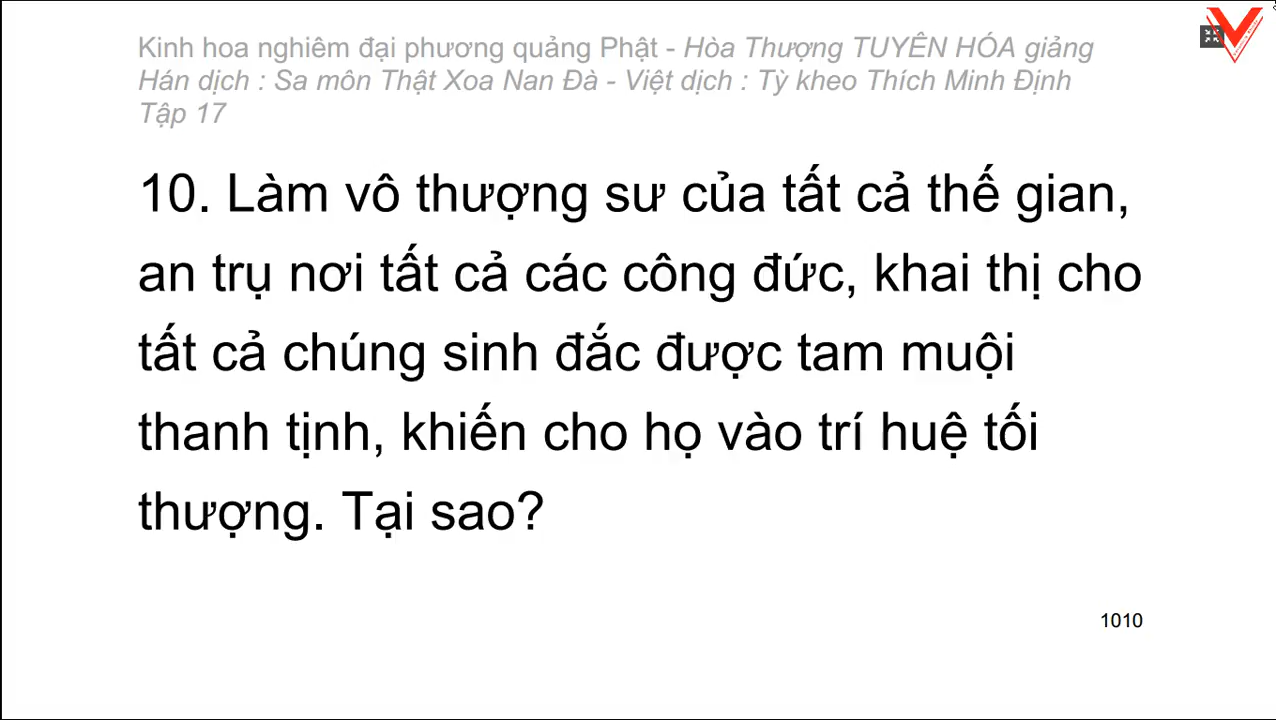 Kinh hoa nghiêm đại phương quảng Phật - Hòa Thượng TUYÊN HÓA giảng
Hán dịch : Sa môn Thật Xoa Nan Đà - Việt dịch : Tỳ kheo Thích Minh Định
Tập 17
10. Làm vô thượng sư của tất cả thế gian,
an trụ nơi tất cả các công đức, khai thị cho
tất cả chúng sinh đắc được tam muội
thanh tịnh, khiến cho họ vào trí huệ tối
thượng. Tại sao?
1010